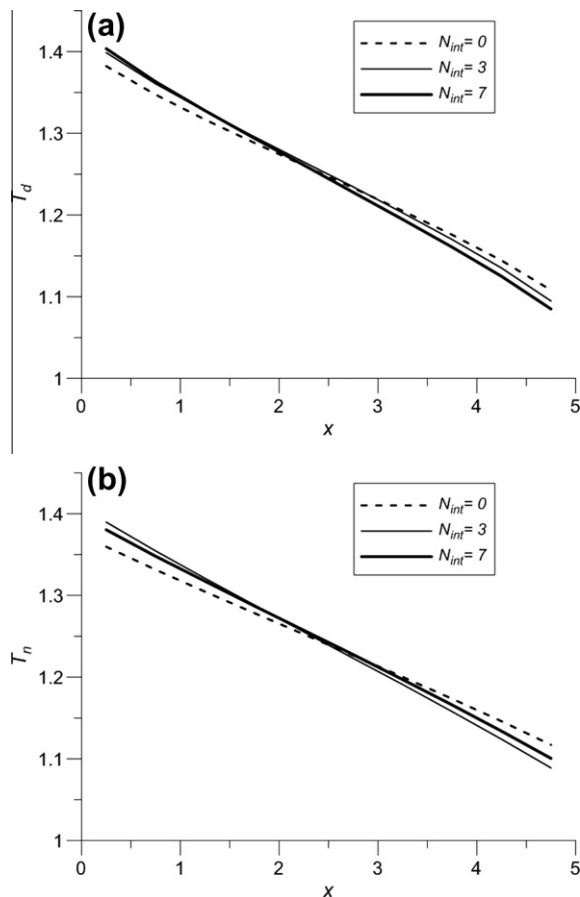 (a)
1.4
1.3
1.2
1.1
1
T_d
N_int= 0
N_int= 3
N_int= 7
0 1 2 3 4 5
x
(b)
1.4
1.3
1.2
1.1
1
T_n
N_int= 0
N_int= 3
N_int= 7
0 1 2 3 4 5
x